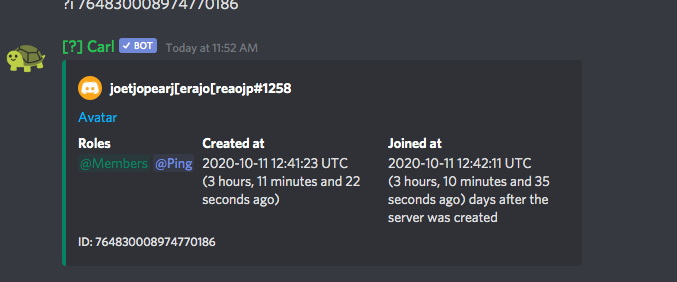 ?i 764830008974770186
[?] Carl ✓ BOT Today at 11:52 AM
joetjopearj[erajo[reaojp#1258
Avatar
Roles
@Members @Ping
Created at
2020-10-11 12:41:23 UTC
(3 hours, 11 minutes and 22
seconds ago)
Joined at
2020-10-11 12:42:11 UTC
(3 hours, 10 minutes and 35
seconds ago) days after the
server was created
ID: 764830008974770186